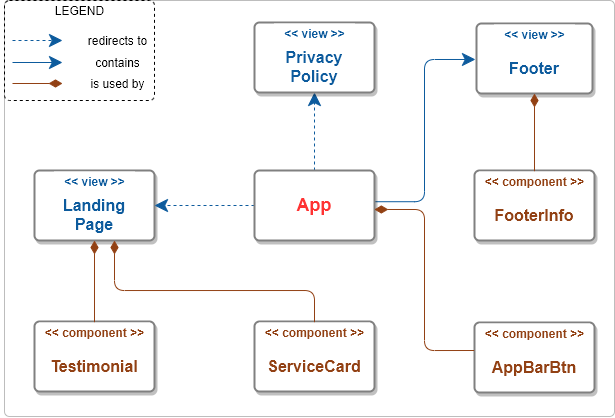 LEGEND
redirects to
contains
is used by
<< view >>
Privacy
Policy
<< view >>
Footer
<< view >>
Landing
Page
App
<< component >>
FooterInfo
<< component >>
Testimonial
<< component >>
ServiceCard
<< component >>
AppBarBtn